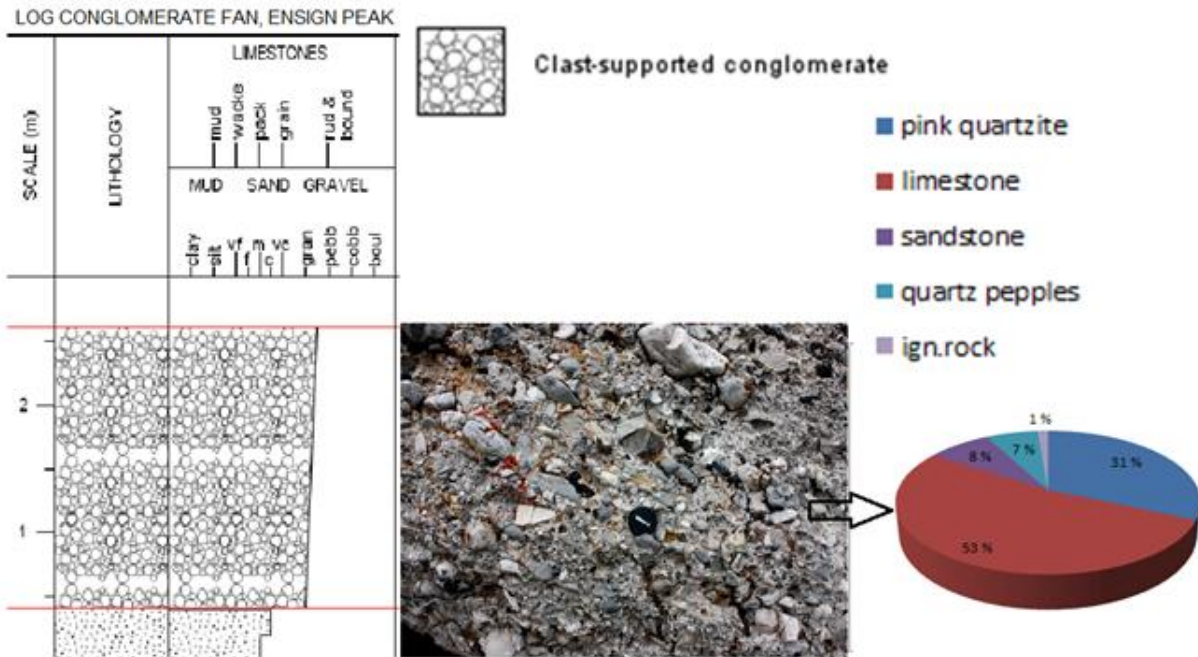 LOG CONGLOMERATE FAN, ENSIGN PEAK
SCALE (m)
LITHOLOGY
LIMESTONES
mud
wacke
pack
grain
rud &
bound
MUD SAND GRAVEL
clay
silt
vf
f
m
c
vc
gran
pebb
cobb
boul
2
1
Clast-supported conglomerate
pink quartzite
limestone
sandstone
quartz pepples
ign.rock
1 %
7 %
8 %
31 %
53 %